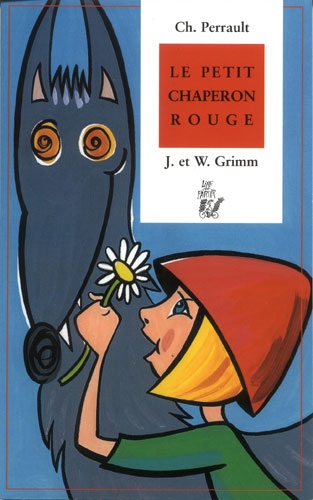 Ch. Perrault
LE PETIT
CHAPERON
ROUGE
J. et W. Grimm